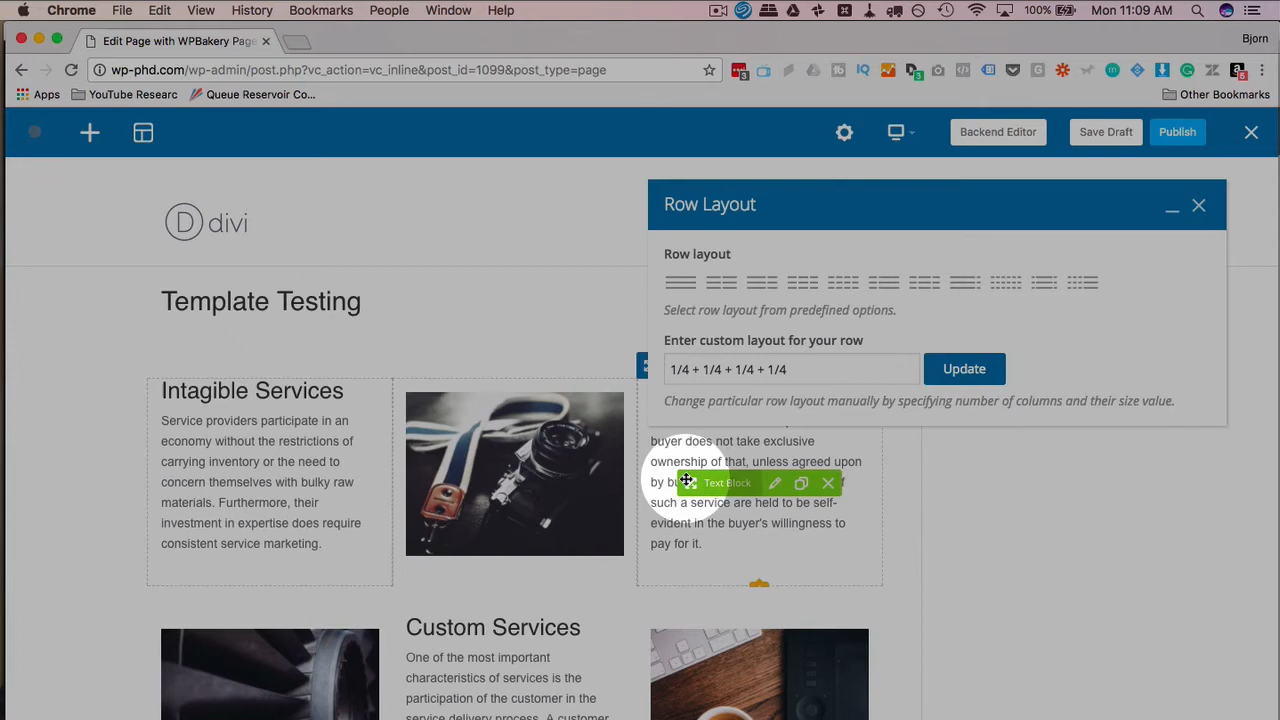 Chrome File Edit View History Bookmarks People Window Help 100% Mon 11:09 AM
Edit Page with WPBakery Page
Bjorn
wp-phd.com/wp-admin/post.php?vc_action=vc_inline&post_id=1099&post_type=page
Apps YouTube Researc Queue Reservoir Co... Other Bookmarks
Backend Editor Save Draft Publish
Row Layout
D divi
Row layout
Select row layout from predefined options.
Template Testing
Enter custom layout for your row
1/4 + 1/4 + 1/4 + 1/4 Update
Change particular row layout manually by specifying number of columns and their size value.
Intagible Services
Service providers participate in an
economy without the restrictions of
carrying inventory or the need to
concern themselves with bulky raw
materials. Furthermore, their
investment in expertise does require
consistent service marketing.
buyer does not take exclusive
ownership of that, unless agreed upon
by
Text Block
such a service are held to be self-
evident in the buyer's willingness to
pay for it.
Custom Services
One of the most important
characteristics of services is the
participation of the customer in the
service delivery process. A customer